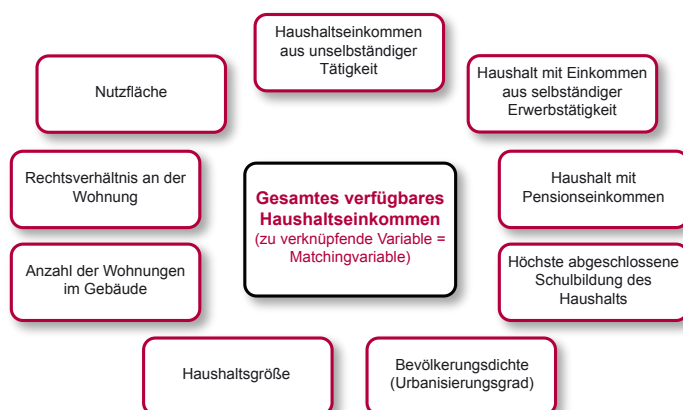 Haushaltseinkommen
aus unselbständiger
Tätigkeit
Nutzfläche
Haushalt mit Einkommen
aus selbständiger
Erwerbstätigkeit
Rechtsverhältnis an der
Wohnung
Gesamtes verfügbares
Haushaltseinkommen
(zu verknüpfende Variable =
Matchingvariable)
Haushalt mit
Pensionseinkommen
Anzahl der Wohnungen
im Gebäude
Höchste abgeschlossene
Schulbildung des
Haushalts
Haushaltsgröße
Bevölkerungsdichte
(Urbanisierungsgrad)